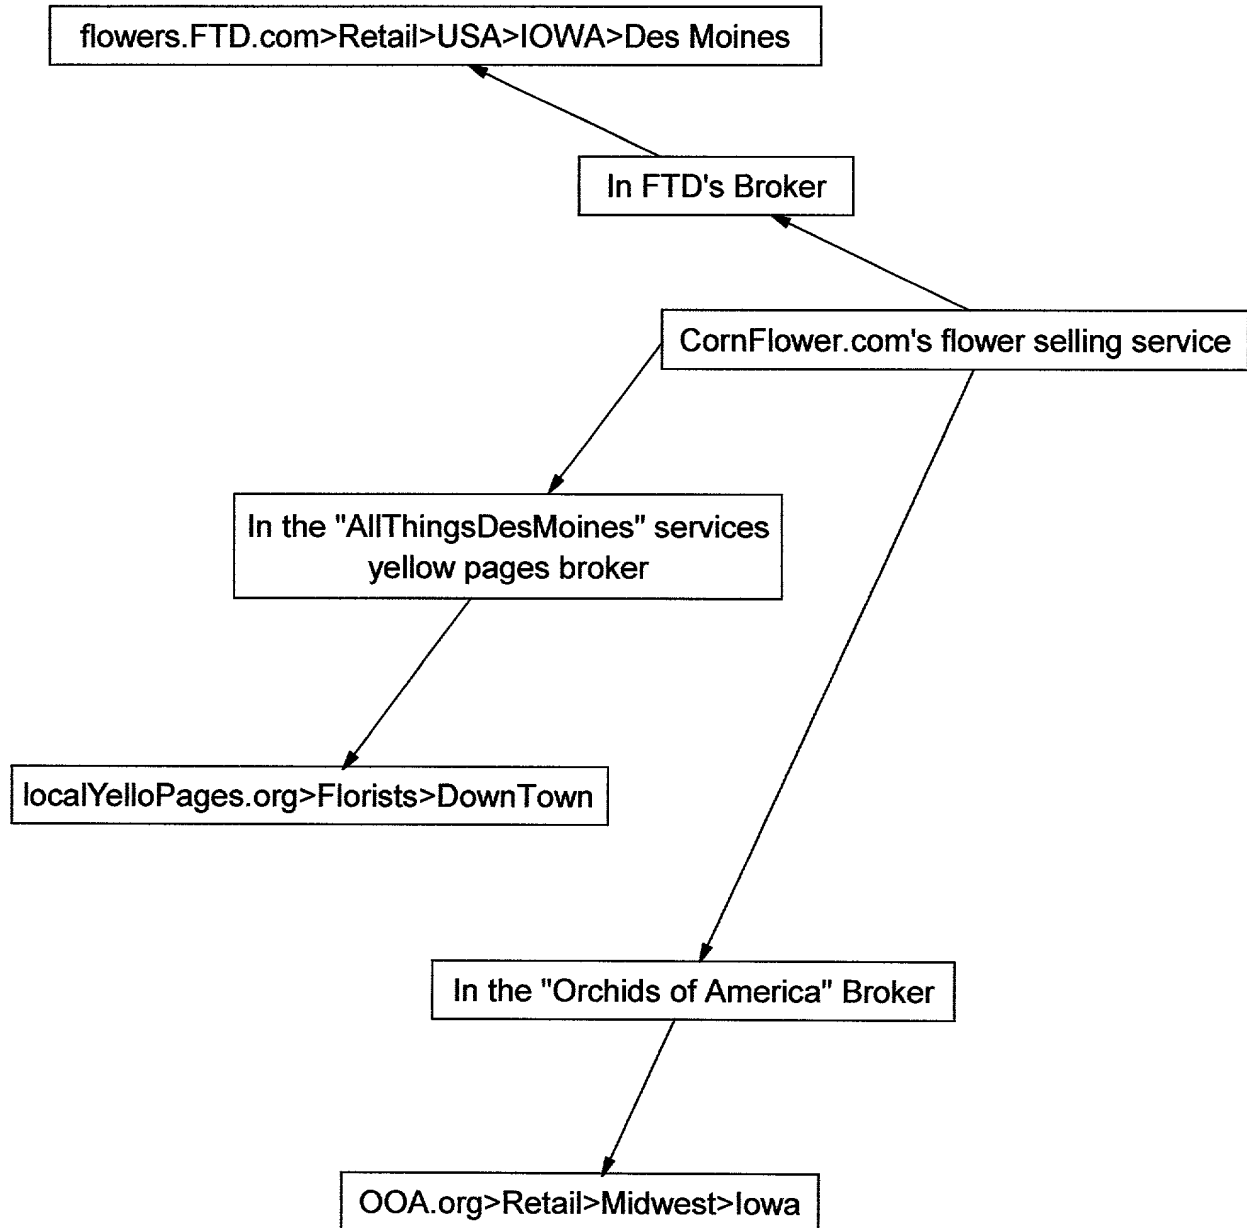 flowers.FTD.com>Retail>USA>IOWA>Des Moines
In FTD's Broker
CornFlower.com's flower selling service
In the "AllThingsDesMoines" services
yellow pages broker
localYelloPages.org>Florists>DownTown
In the "Orchids of America" Broker
OOA.org>Retail>Midwest>Iowa